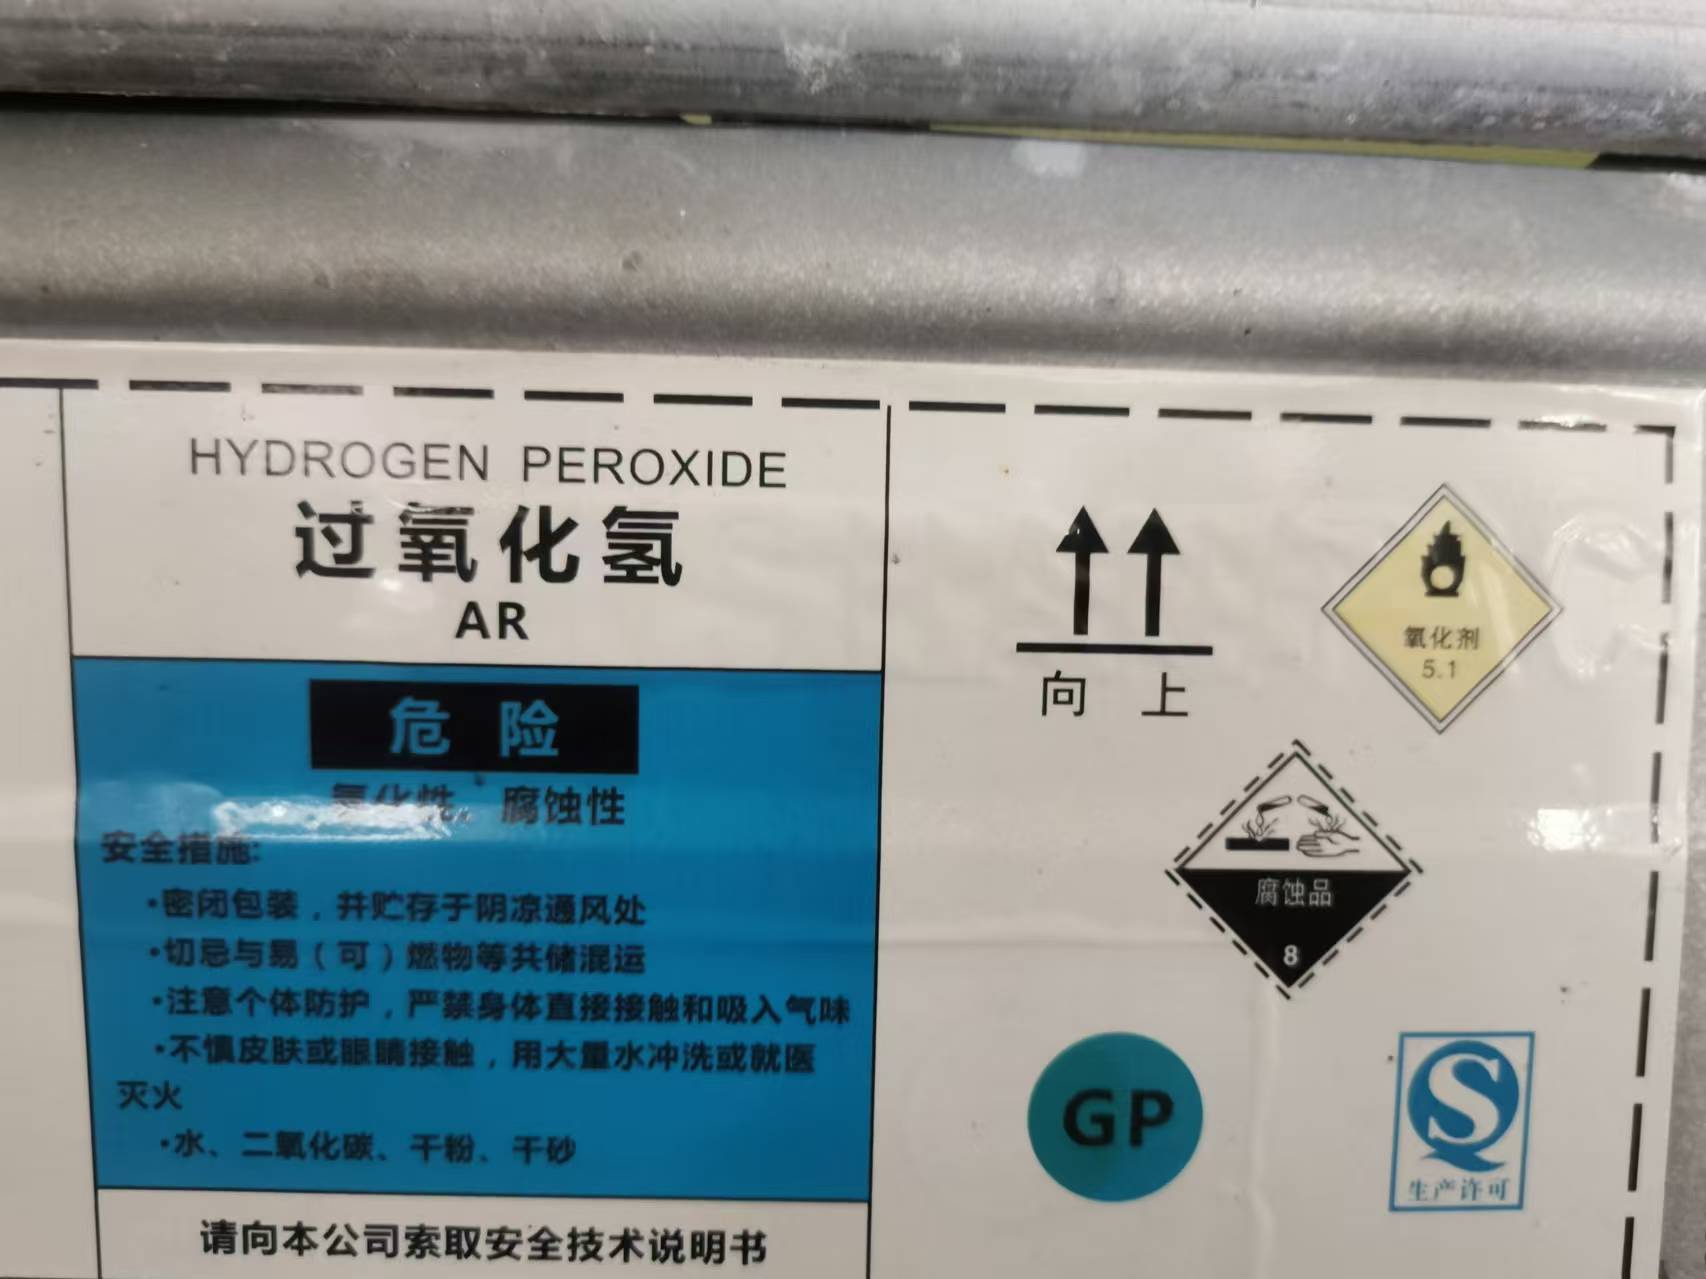 HYDROGEN PEROXIDE
过氧化氢
AR
危 险
氧化性，腐蚀性
安全措施:
•密闭包装，并贮存于阴凉通风处
•切忌与易（可）燃物等共储混运
•注意个体防护，严禁身体直接接触和吸入气味
•不慎皮肤或眼睛接触，用大量水冲洗或就医
灭火
•水、二氧化碳、干粉、干砂
请向本公司索取安全技术说明书
向 上
氧化剂
5.1
腐蚀品
8
GP
生产许可